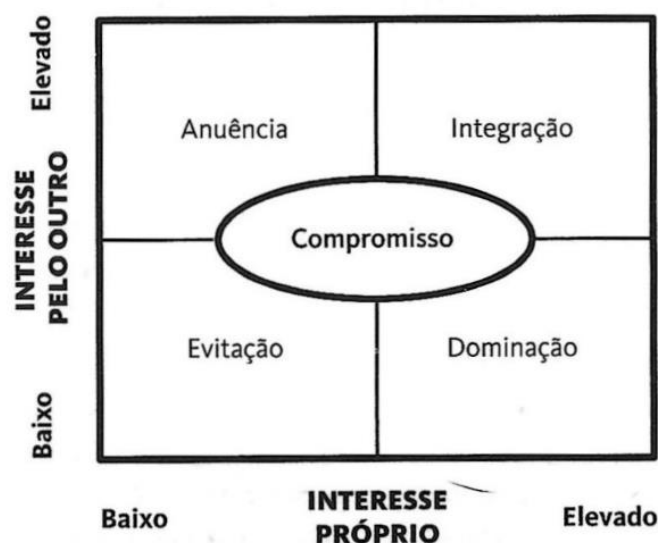 Elevado
INTERESSE
PELO OUTRO
Baixo
Anuência
Integração
Compromisso
Evitação
Dominação
Baixo
INTERESSE
PRÓPRIO
Elevado